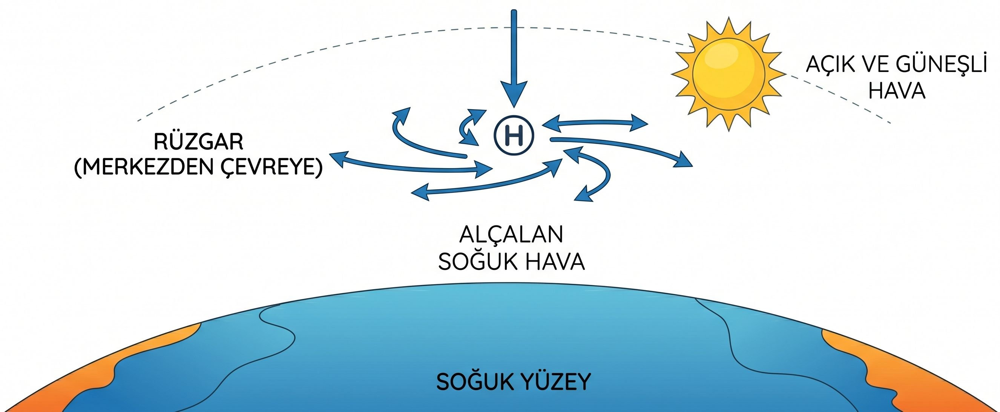 AÇIK VE GÜNEŞLİ
HAVA
H
RÜZGAR
(MERKEZDEN ÇEVREYE)
ALÇALAN
SOĞUK HAVA
SOĞUK YÜZEY